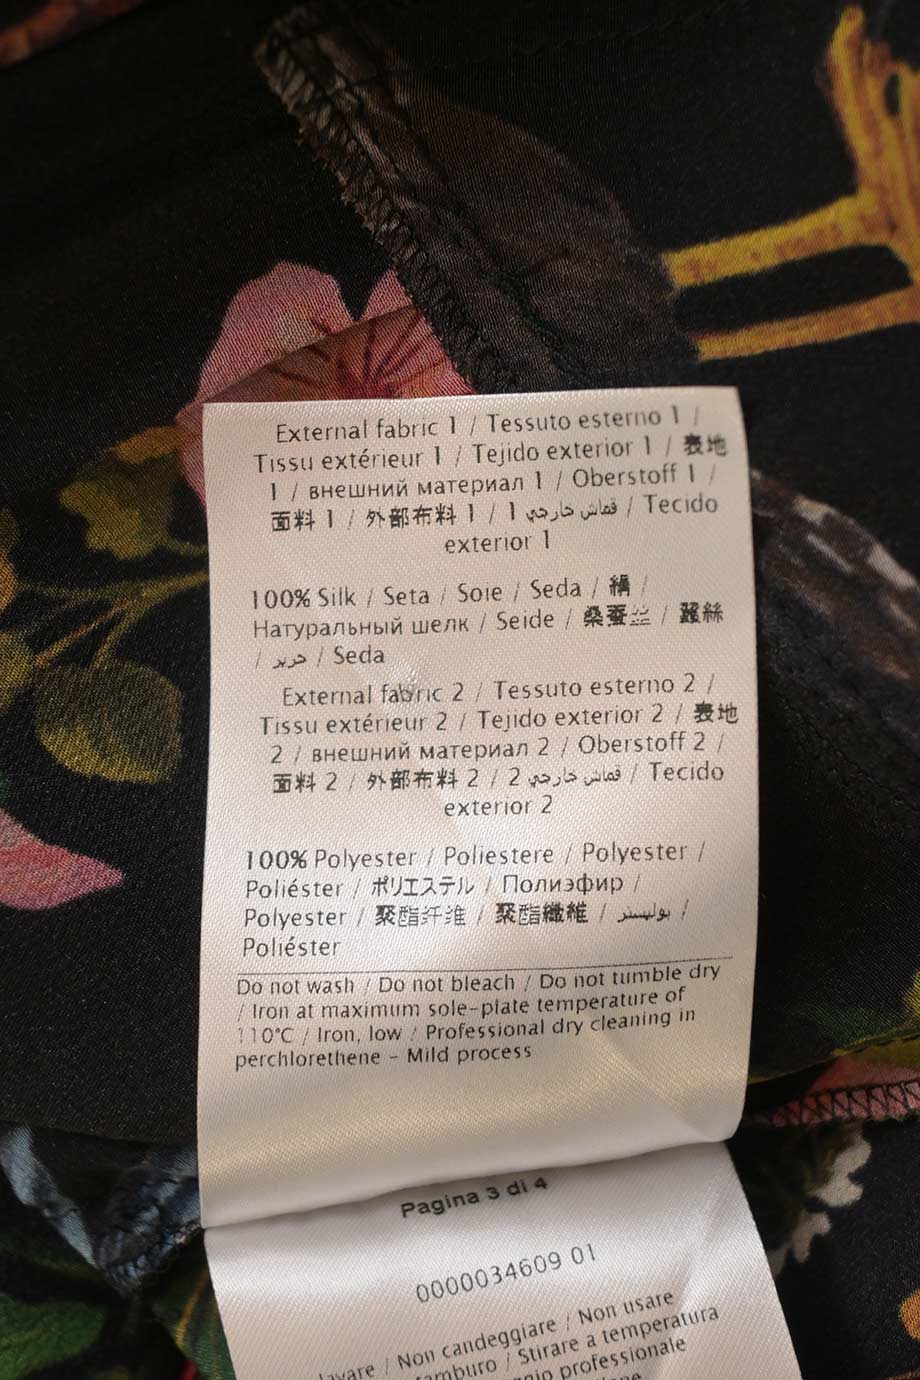 External fabric 1 / Tessuto esterno 1 /
Tissu extérieur 1 / Tejido exterior 1 / 表地
1 / внешний материал 1 / Oberstoff 1 /
面料 1 / 外部布料 1 / قماش خارجي 1 / Tecido
exterior 1
100% Silk / Seta / Soie / Seda / 絹 /
Натуральный шелк / Seide / 桑蚕丝 / 蠶絲
/ حرير / Seda
External fabric 2 / Tessuto esterno 2 /
Tissu extérieur 2 / Tejido exterior 2 / 表地
2 / внешний материал 2 / Oberstoff 2 /
面料 2 / 外部布料 2 / قماش خارجي 2 / Tecido
exterior 2
100% Polyester / Poliestere / Polyester /
Poliéster / ポリエステル / Полиэфир /
Polyester / 聚酯纤维 / 聚酯纖維 / بوليستر /
Poliéster
Do not wash / Do not bleach / Do not tumble dry
/ Iron at maximum sole-plate temperature of
110°C / Iron, low / Professional dry cleaning in
perchlorethene - Mild process
Pagina 3 di 4
0000034609 01
lavare / Non candeggiare / Non usare
tamburo / Stirare a temperatura
professionale